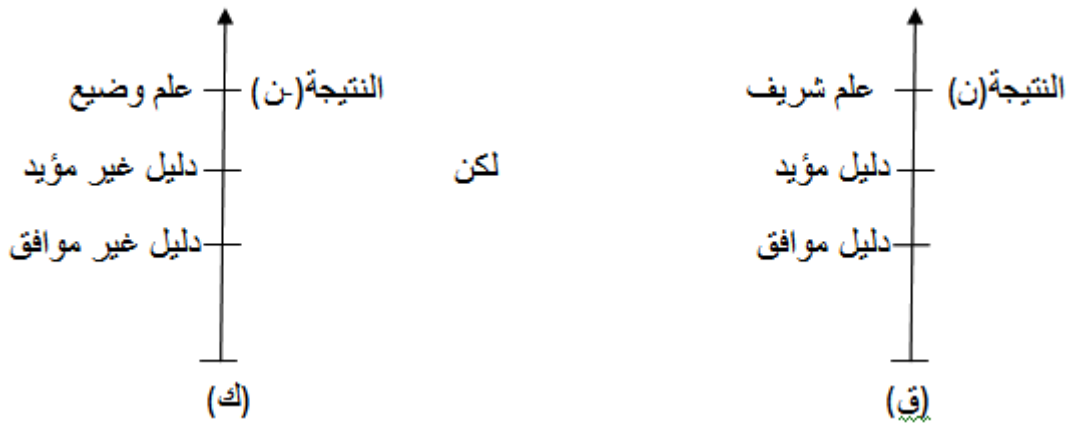 النتيجة(ن) علم شريف النتيجة(-ن) علم وضيع
دليل مؤيد لكن دليل غير مؤيد
دليل موافق دليل غير موافق
(ق) (ك)